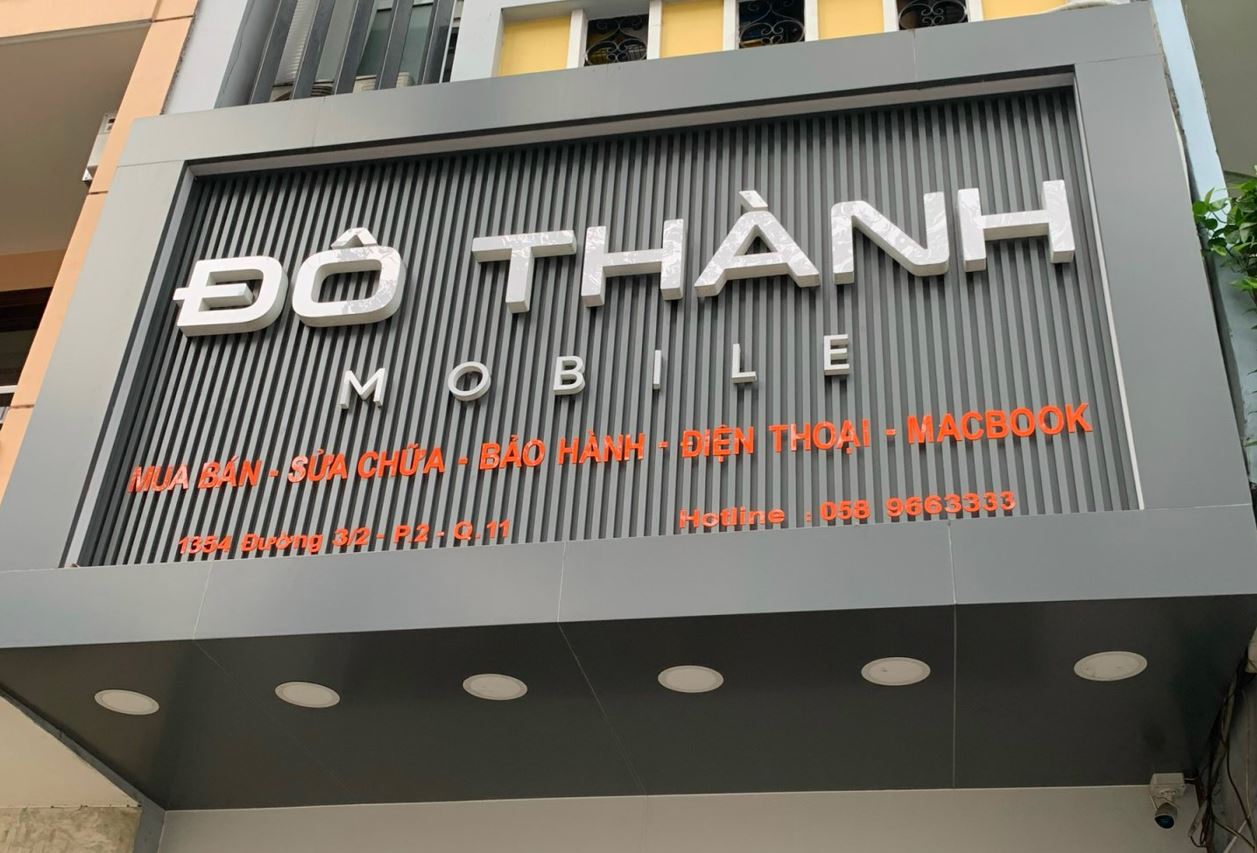 ĐÔ THÀNH
MOBILE
MUA BÁN - SỬA CHỮA - BẢO HÀNH - ĐIỆN THOẠI - MACBOOK
1354 Đường 3/2 - P.2 - Q.11 Hotline : 058 9663333